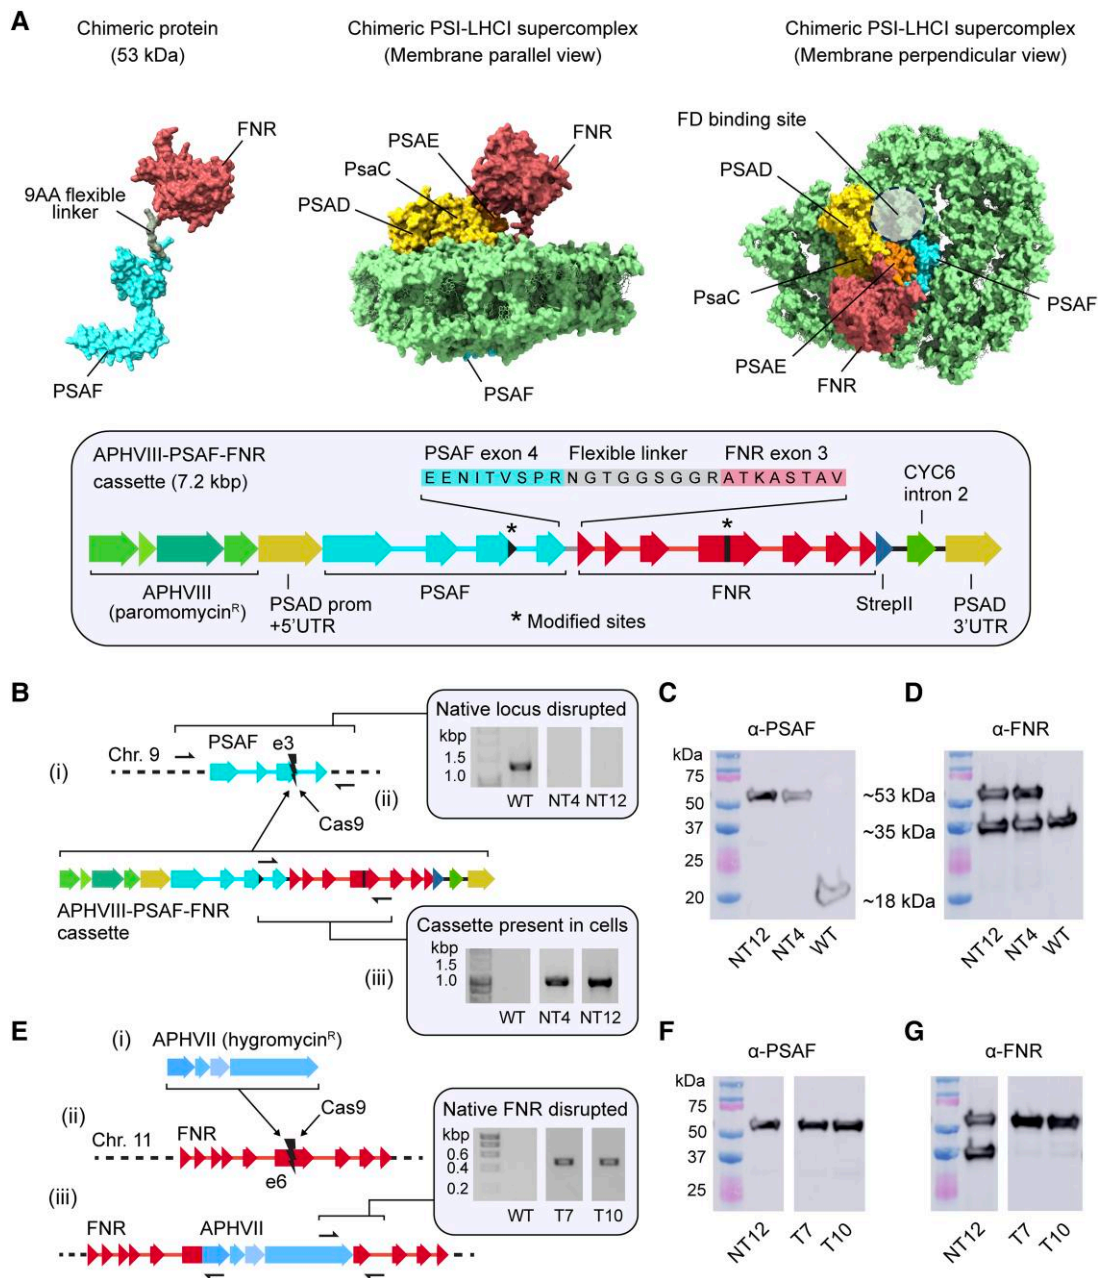 A
Chimeric protein
(53 kDa)
Chimeric PSI-LHCI supercomplex
(Membrane parallel view)
Chimeric PSI-LHCI supercomplex
(Membrane perpendicular view)
FNR
9AA flexible
linker
PSAF
PSAE
FNR
PsaC
PSAD
PSAF
FD binding site
PSAD
PsaC
PSAF
PSAE
FNR
APHVIII-PSAF-FNR
cassette (7.2 kbp)
PSAF exon 4
Flexible linker
FNR exon 3
E E N I T V S P R N G T G G S G G R A T K A S T A V
CYC6
intron 2
*
*
APHVIII
(paromomycinR)
PSAD prom
+5'UTR
PSAF
* Modified sites
FNR
StrepII
PSAD
3'UTR
B
(i)
Chr. 9
PSAF
e3
(ii)
Cas9
Native locus disrupted
kbp
1.5
1.0
WT NT4 NT12
APHVIII-PSAF-FNR
cassette
Cassette present in cells
(iii)
kbp
1.5
1.0
WT NT4 NT12
C
α-PSAF
kDa
75
50
37
25
20
NT12 NT4 WT
~53 kDa
~35 kDa
~18 kDa
D
α-FNR
NT12 NT4 WT
E
(i)
APHVII (hygromycinR)
(ii)
Cas9
Chr. 11
FNR
e6
(iii)
FNR
APHVII
Native FNR disrupted
kbp
0.6
0.4
0.2
WT T7 T10
F
α-PSAF
kDa
75
50
37
25
NT12 T7 T10
G
α-FNR
NT12 T7 T10